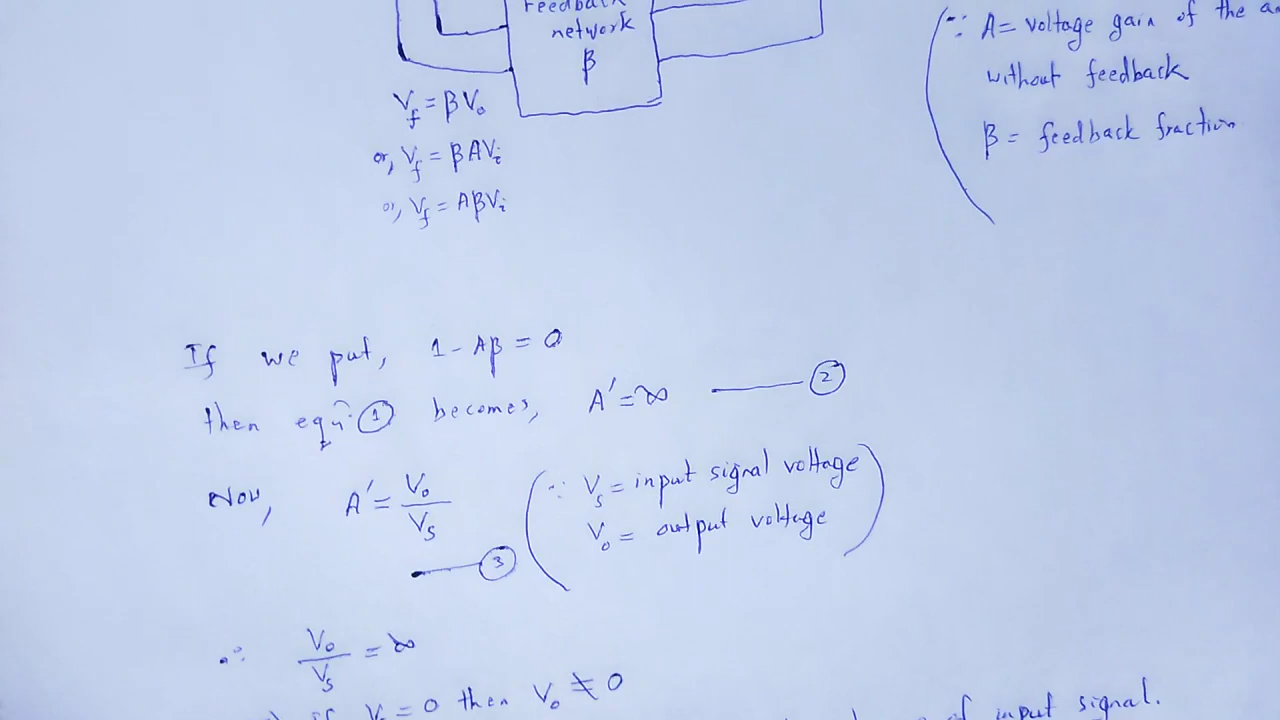 Feedback
network
β
∵ A = voltage gain of the
without feedback
β = feedback fraction
V_f = βV_o
or, V_f = βAV_i
or, V_f = AβV_i
If we put, 1 - Aβ = 0
then eqn ① becomes, A' = ∞ ②
Now, A' = V_o / V_s ③
∵ V_s = input signal voltage
V_o = output voltage
∴ V_o / V_s = ∞
if V_s = 0 then V_o ≠ 0
of input signal.